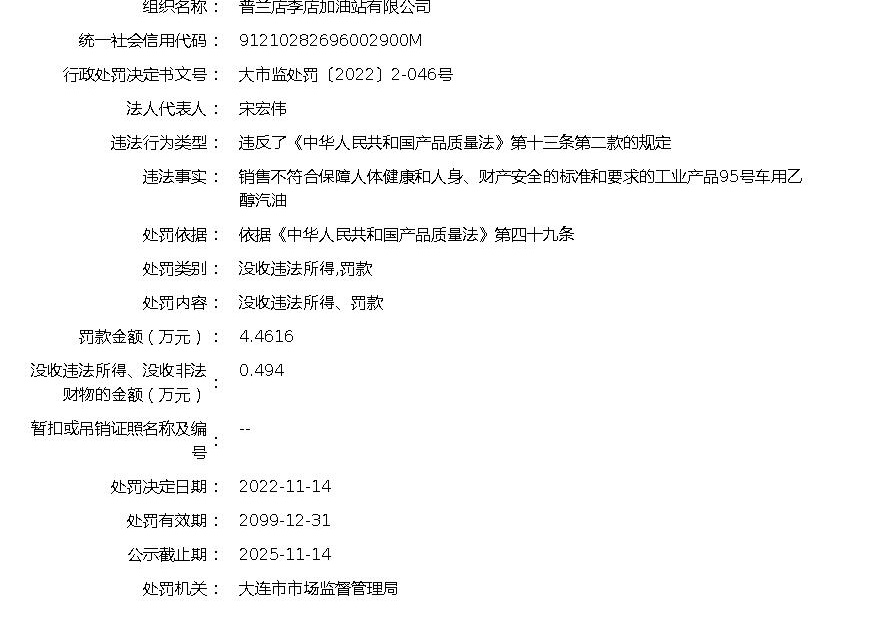 组织名称： 普兰店李店加油站有限公司
统一社会信用代码： 91210282696002900M
行政处罚决定书文号： 大市监处罚〔2022〕2-046号
法人代表人： 宋宏伟
违法行为类型： 违反了《中华人民共和国产品质量法》第十三条第二款的规定
违法事实： 销售不符合保障人体健康和人身、财产安全的标准和要求的工业产品95号车用乙
醇汽油
处罚依据： 依据《中华人民共和国产品质量法》第四十九条
处罚类别： 没收违法所得,罚款
处罚内容： 没收违法所得、罚款
罚款金额（万元）： 4.4616
没收违法所得、没收非法 0.494
财物的金额（万元）：
暂扣或吊销证照名称及编 --
号：
处罚决定日期： 2022-11-14
处罚有效期： 2099-12-31
公示截止期： 2025-11-14
处罚机关： 大连市市场监督管理局